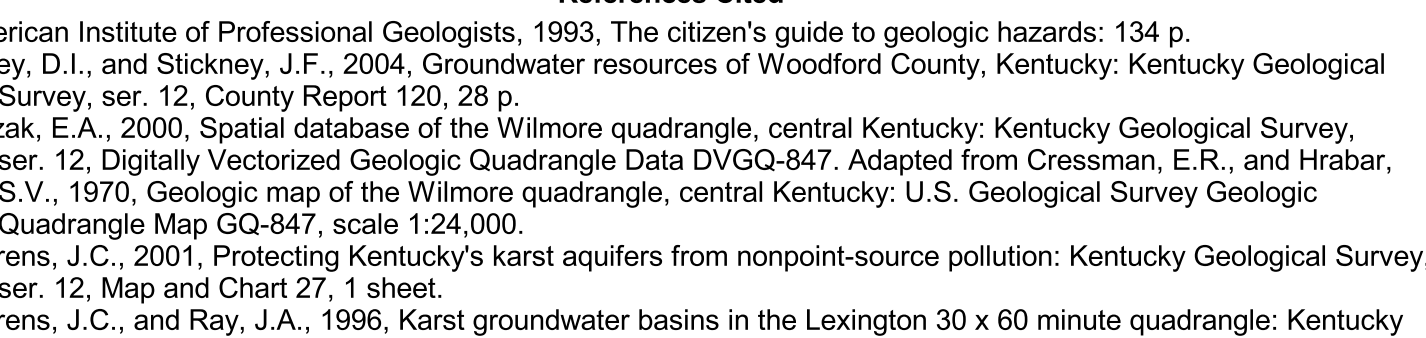 References Cited
erican Institute of Professional Geologists, 1993, The citizen's guide to geologic hazards: 134 p.
ey, D.I., and Stickney, J.F., 2004, Groundwater resources of Woodford County, Kentucky: Kentucky Geological
Survey, ser. 12, County Report 120, 28 p.
zak, E.A., 2000, Spatial database of the Wilmore quadrangle, central Kentucky: Kentucky Geological Survey,
ser. 12, Digitally Vectorized Geologic Quadrangle Data DVGQ-847. Adapted from Cressman, E.R., and Hrabar,
S.V., 1970, Geologic map of the Wilmore quadrangle, central Kentucky: U.S. Geological Survey Geologic
Quadrangle Map GQ-847, scale 1:24,000.
rens, J.C., 2001, Protecting Kentucky's karst aquifers from nonpoint-source pollution: Kentucky Geological Survey,
ser. 12, Map and Chart 27, 1 sheet.
rens, J.C., and Ray, J.A., 1996, Karst groundwater basins in the Lexington 30 x 60 minute quadrangle: Kentucky